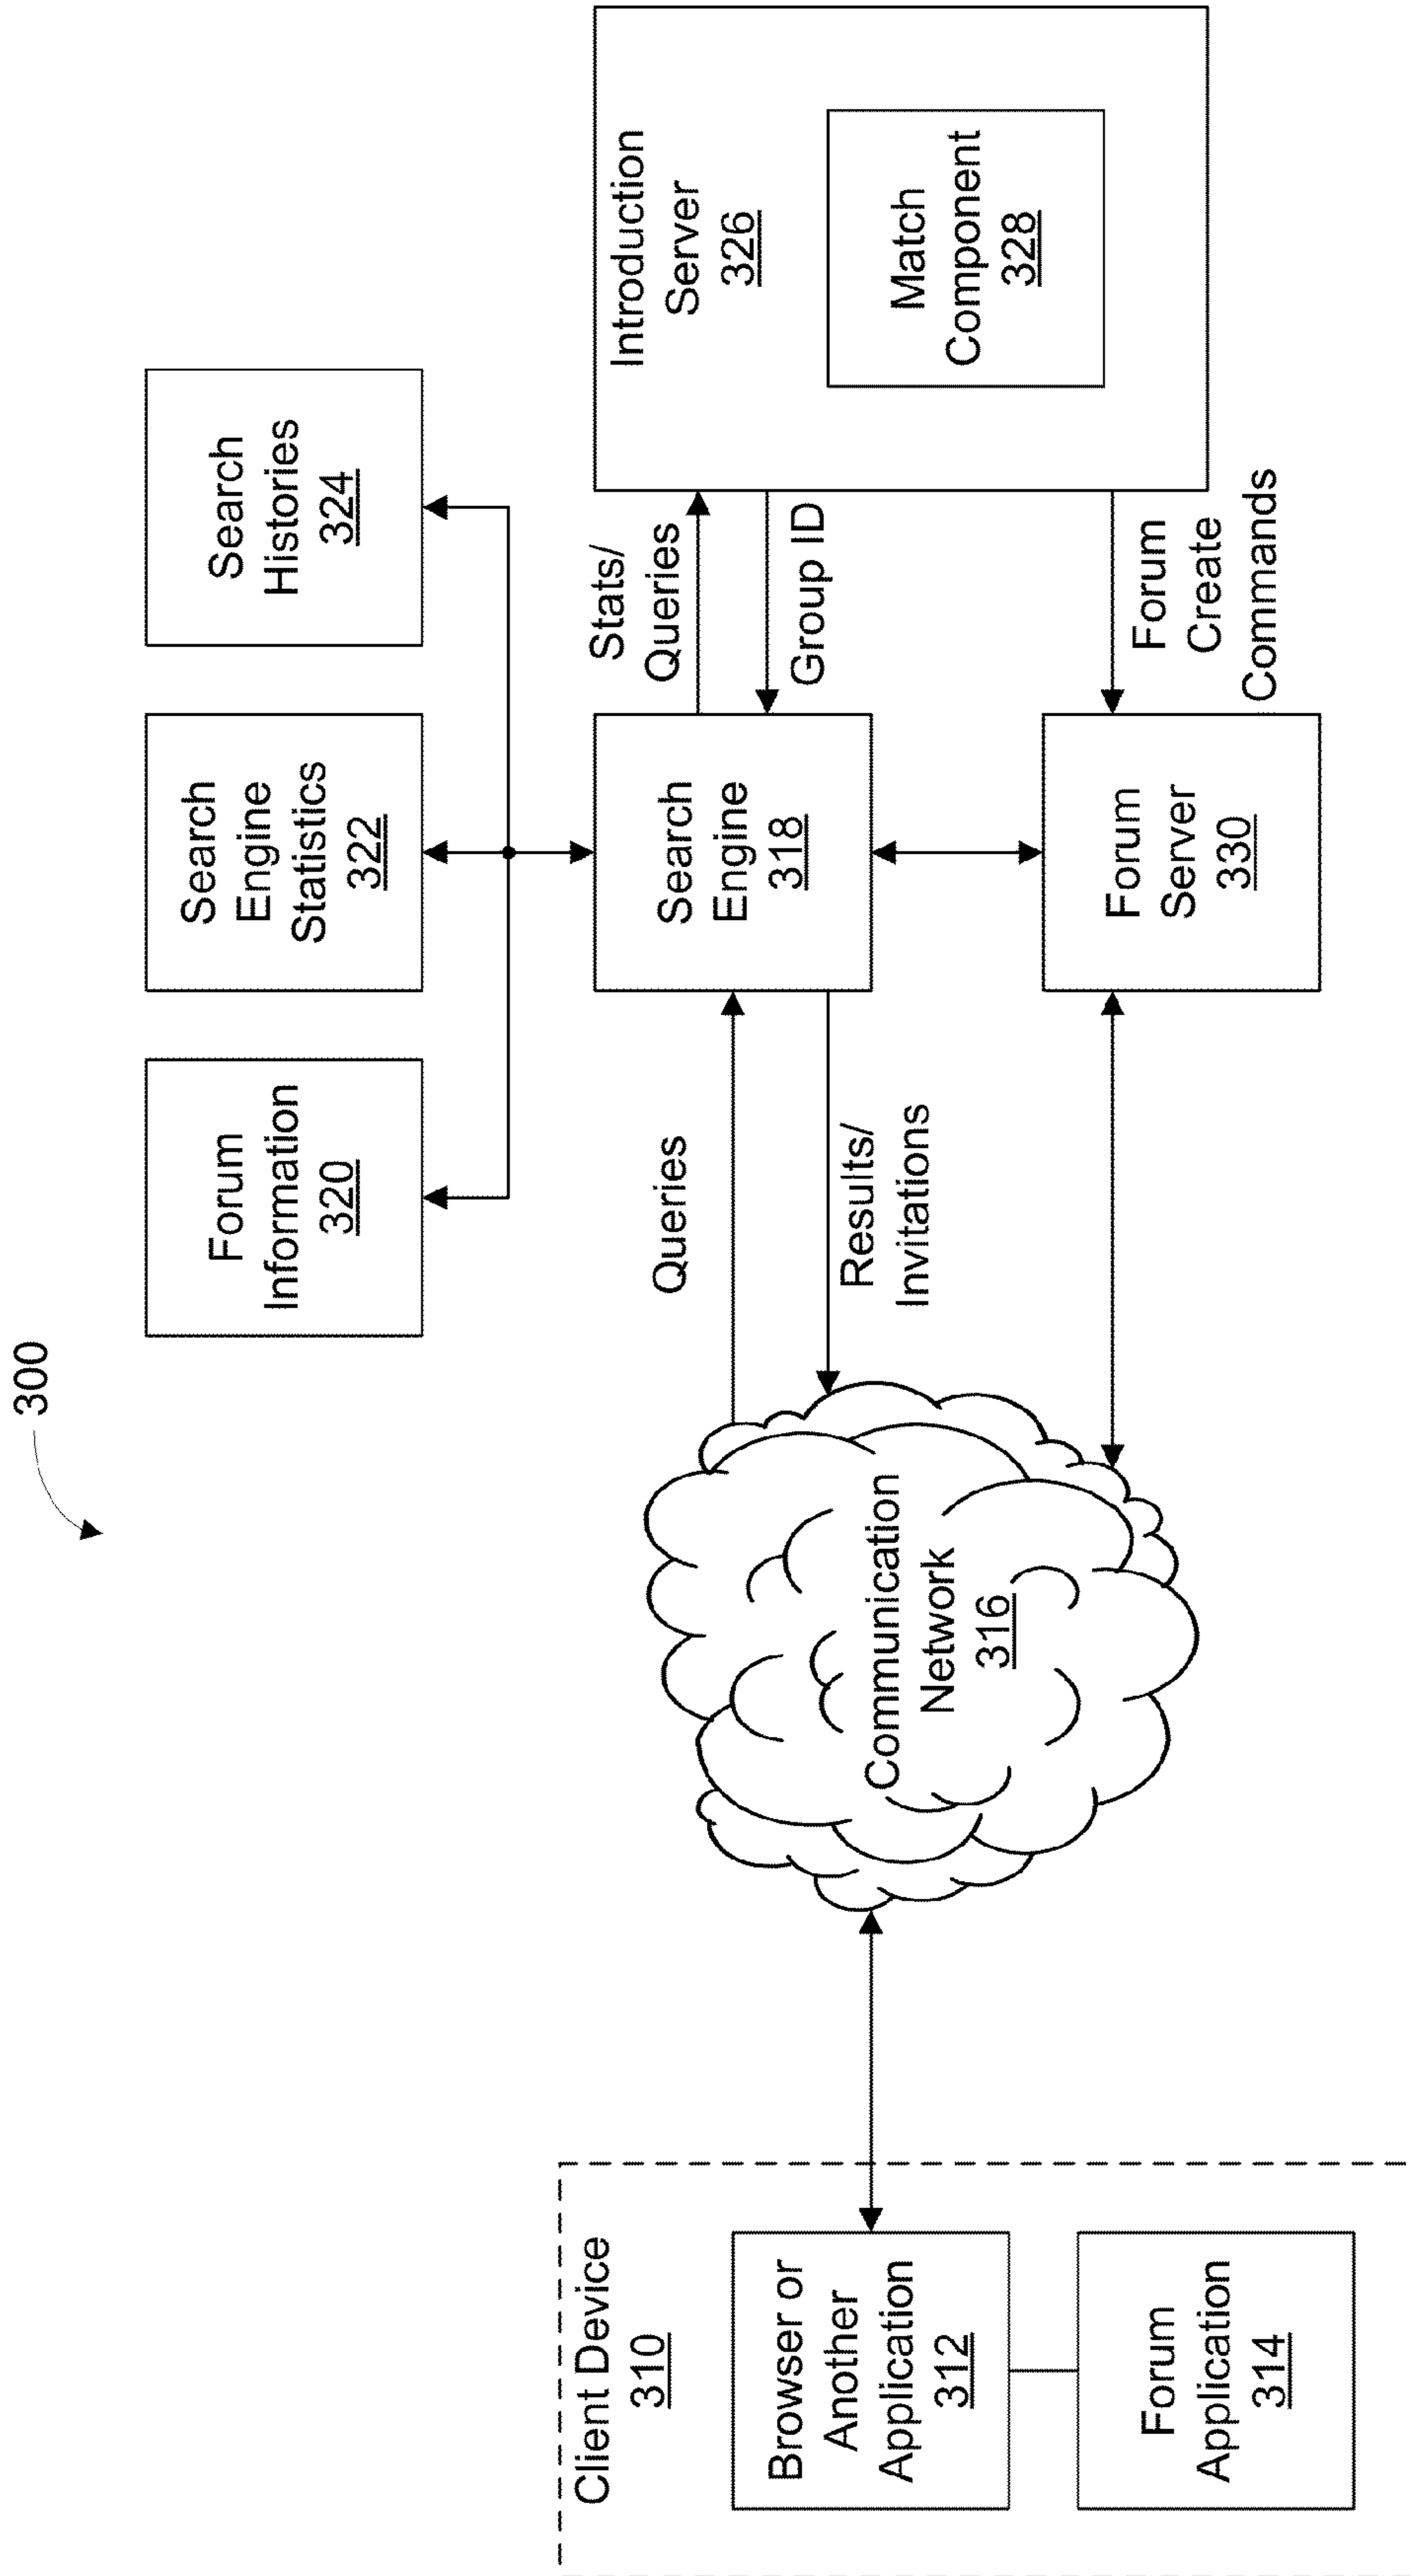 300
Forum
Information
320
Search
Engine
Statistics
322
Search
Histories
324
Client Device
310
Browser or
Another
Application
312
Forum
Application
314
Communication
Network
316
Queries
Results/
Invitations
Search
Engine
318
Forum
Server
330
Stats/
Queries
Group ID
Forum
Create
Commands
Introduction
Server
326
Match
Component
328